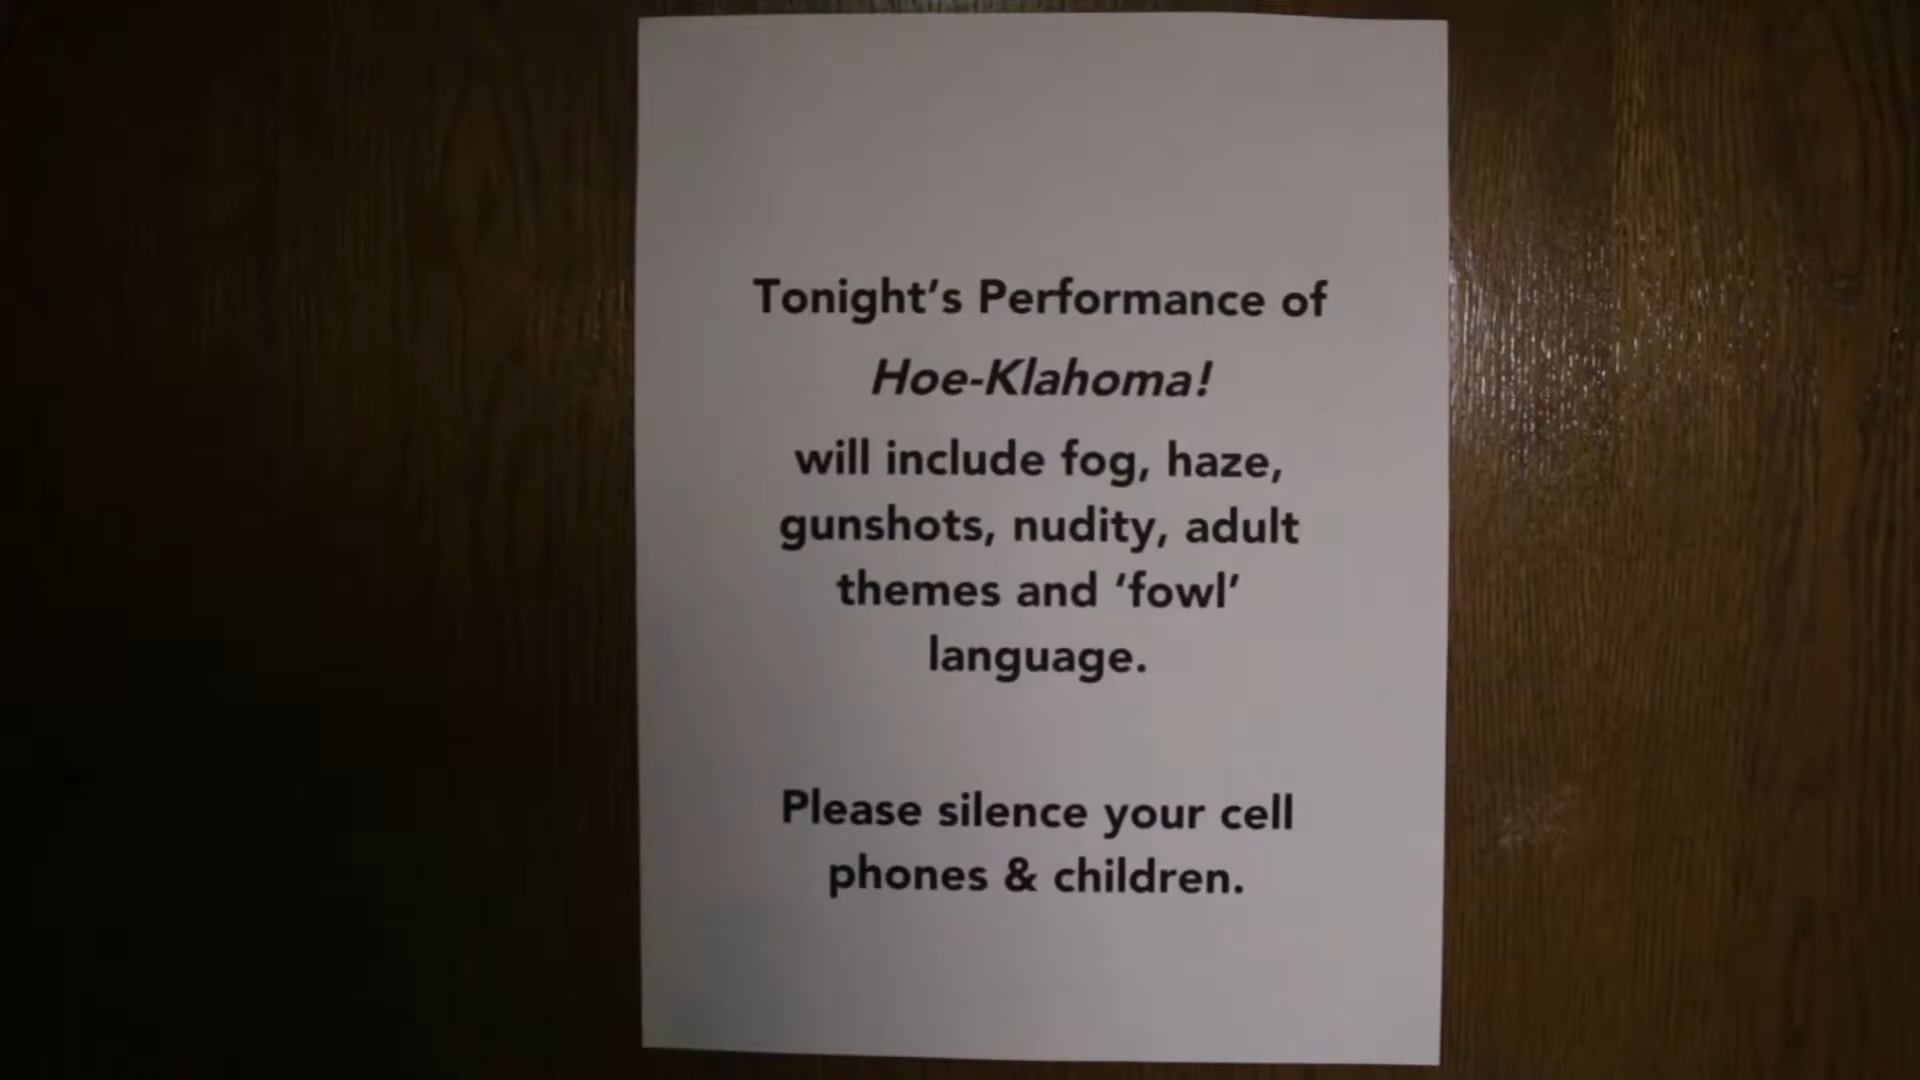 Tonight’s Performance of
Hoe-Klahoma!
will include fog, haze,
gunshots, nudity, adult
themes and ‘fowl’
language.
Please silence your cell
phones & children.